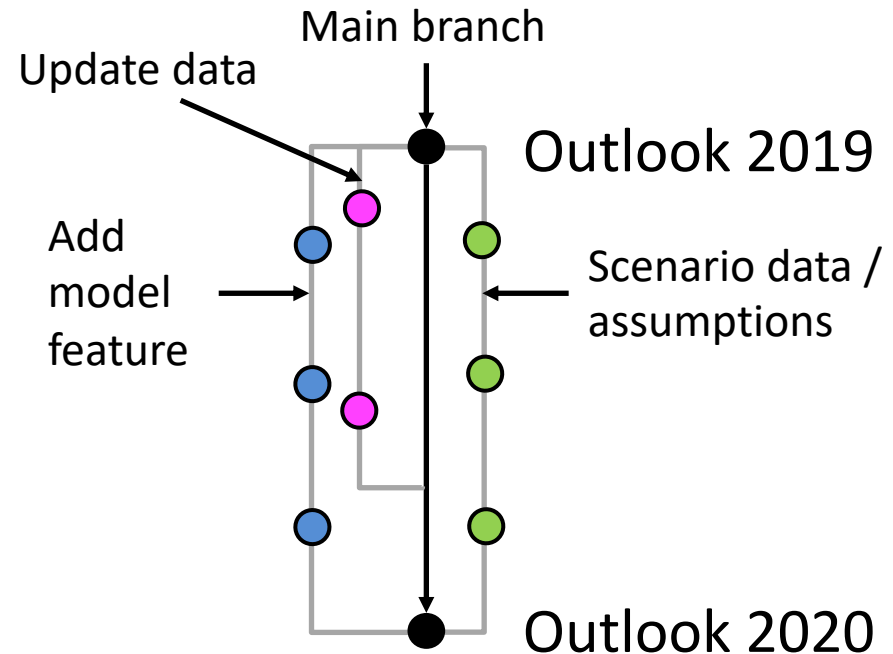 Main branch
Update data
Outlook 2019
Add
model
feature
Scenario data /
assumptions
Outlook 2020